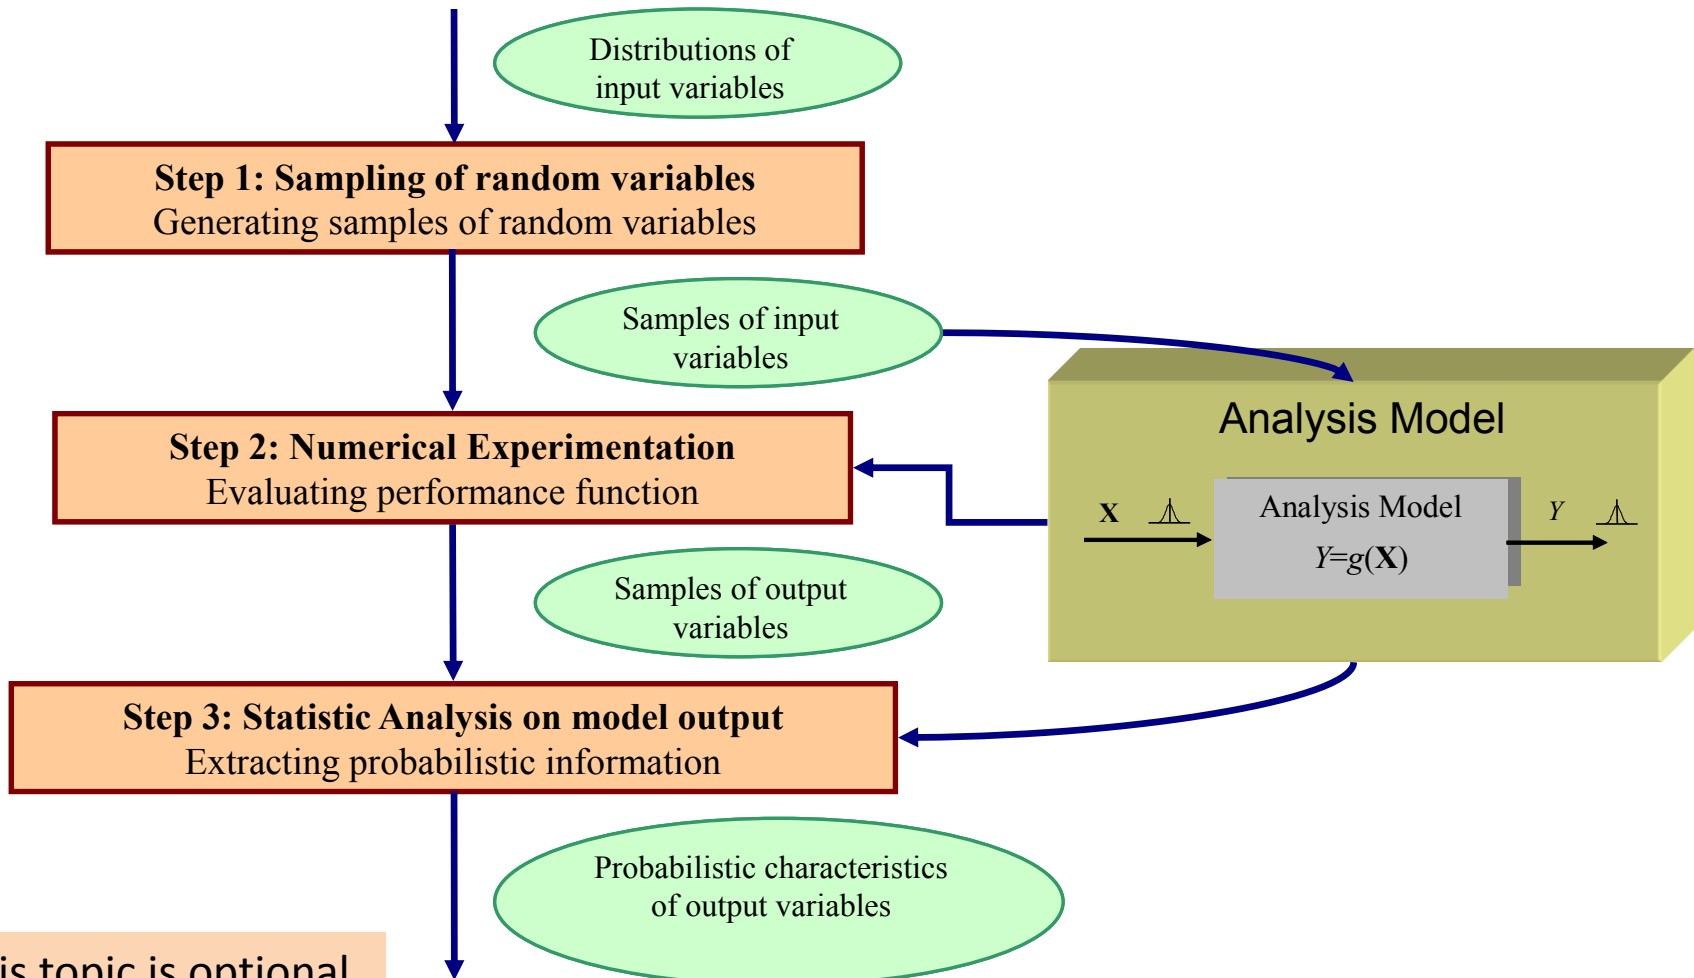 Distributions of
input variables
Step 1: Sampling of random variables
Generating samples of random variables
Samples of input
variables
Analysis Model
Step 2: Numerical Experimentation
Evaluating performance function
X
Analysis Model
Y=g(X)
Y
Samples of output
variables
Step 3: Statistic Analysis on model output
Extracting probabilistic information
Probabilistic characteristics
of output variables
is topic is optional